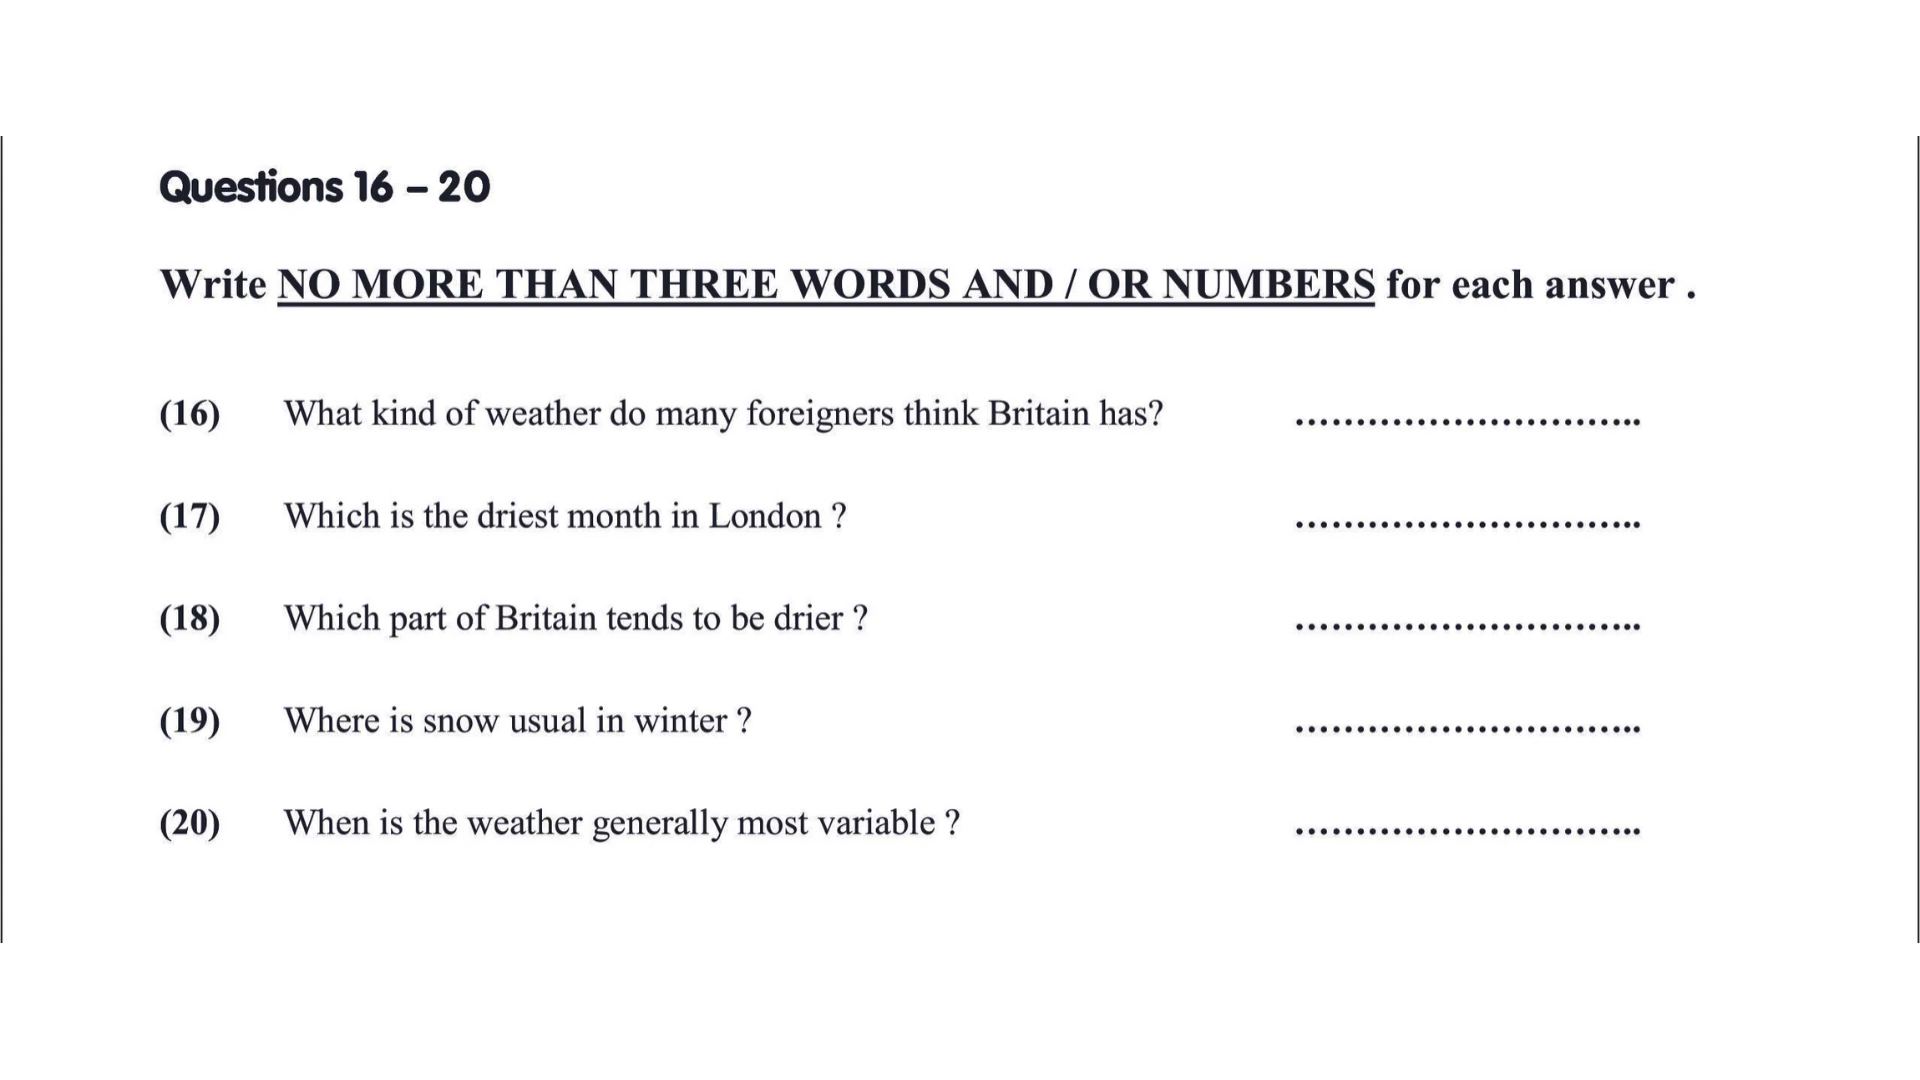 Questions 16 – 20
Write NO MORE THAN THREE WORDS AND / OR NUMBERS for each answer .
(16) What kind of weather do many foreigners think Britain has? ................................
(17) Which is the driest month in London ? ................................
(18) Which part of Britain tends to be drier ? ................................
(19) Where is snow usual in winter ? ................................
(20) When is the weather generally most variable ? ................................